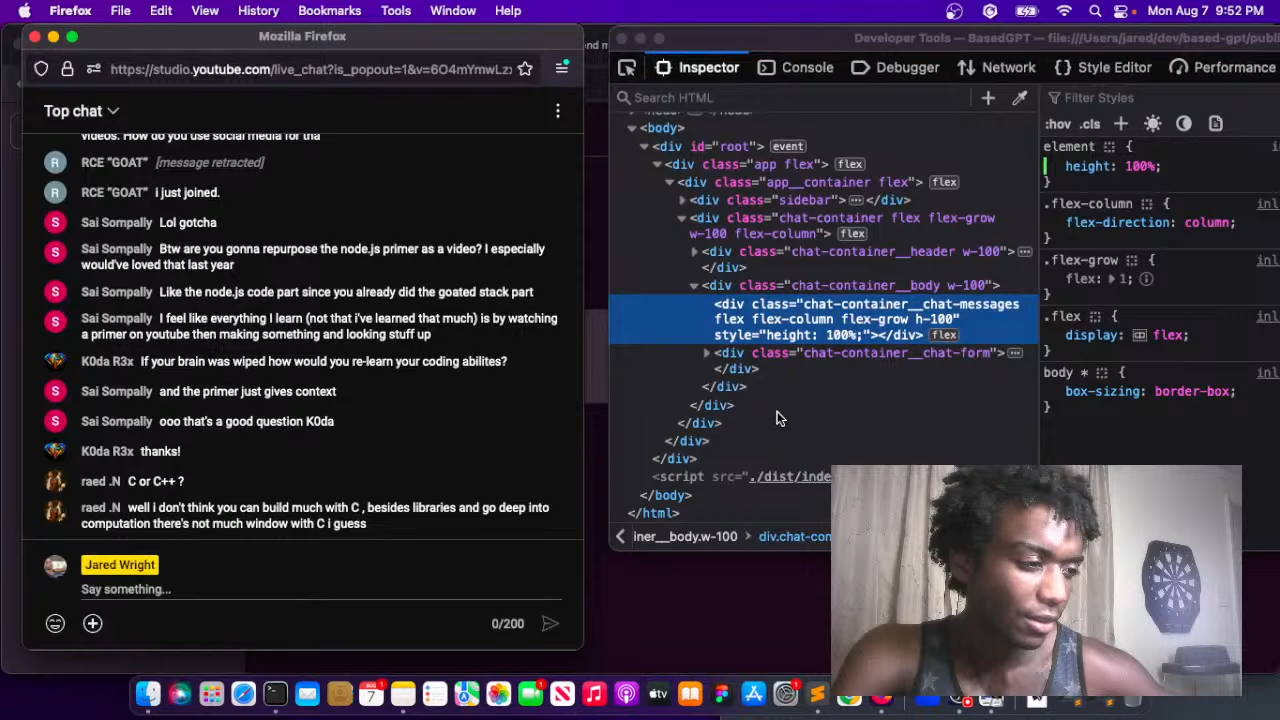 Firefox File Edit View History Bookmarks Tools Window Help Mon Aug 7 9:52 PM
Mozilla Firefox
https://studio.youtube.com/live_chat?is_popout=1&v=6O4mYmwLz
Top chat
videos. How do you use social media for tha
RCE "GOAT" [message retracted]
RCE "GOAT" i just joined.
Sai Sompally Lol gotcha
Sai Sompally Btw are you gonna repurpose the node.js primer as a video? I especially
would've loved that last year
Sai Sompally Like the node.js code part since you already did the goated stack part
Sai Sompally I feel like everything I learn (not that i've learned that much) is by watching
a primer on youtube then making something and looking stuff up
K0da R3x If your brain was wiped how would you re-learn your coding abilites?
Sai Sompally and the primer just gives context
Sai Sompally ooo that's a good question K0da
K0da R3x thanks!
raed .N C or C++ ?
raed .N well i don't think you can build much with C , besides libraries and go deep into
computation there's not much window with C i guess
Jared Wright
Say something...
0/200
Developer Tools — BasedGPT — file:///Users/jared/dev/based-gpt/publi
Inspector Console Debugger Network Style Editor Performance
Search HTML
<body>
<div id="root"> event
<div class="app flex"> flex
<div class="app__container flex"> flex
<div class="sidebar"> </div>
<div class="chat-container flex flex-grow
w-100 flex-column"> flex
<div class="chat-container__header w-100">
</div>
<div class="chat-container__body w-100">
<div class="chat-container__chat-messages
flex flex-column flex-grow h-100"
style="height: 100%;"></div> flex
<div class="chat-container__chat-form">
</div>
</div>
</div>
</div>
</div>
</div>
<script src="./dist/inde
</body>
</html>
iner__body.w-100 div.chat-con
Filter Styles
:hov .cls
element {
height: 100%;
}
.flex-column { inl
flex-direction: column;
}
.flex-grow { inl
flex: 1;
}
.flex { inl
display: flex;
}
body * { inl
box-sizing: border-box;
}